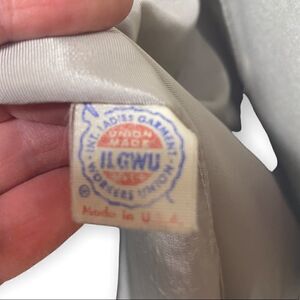 INT. LADIES GARMENT
UNION
MADE
ILGWU
WORKERS UNION
®
Made in U.S.A.